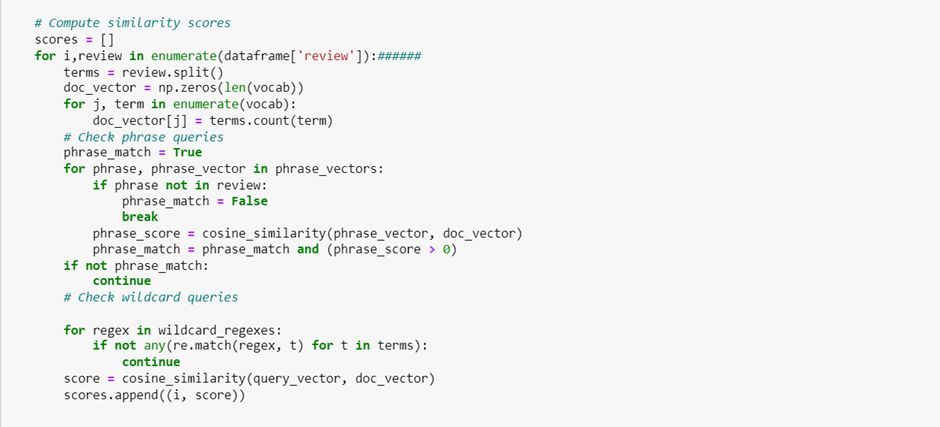 # Compute similarity scores
scores = []
for i,review in enumerate(dataframe['review']):######
    terms = review.split()
    doc_vector = np.zeros(len(vocab))
    for j, term in enumerate(vocab):
        doc_vector[j] = terms.count(term)
    # Check phrase queries
    phrase_match = True
    for phrase, phrase_vector in phrase_vectors:
        if phrase not in review:
            phrase_match = False
            break
        phrase_score = cosine_similarity(phrase_vector, doc_vector)
        phrase_match = phrase_match and (phrase_score > 0)
    if not phrase_match:
        continue
    # Check wildcard queries

    for regex in wildcard_regexes:
        if not any(re.match(regex, t) for t in terms):
            continue
    score = cosine_similarity(query_vector, doc_vector)
    scores.append((i, score))